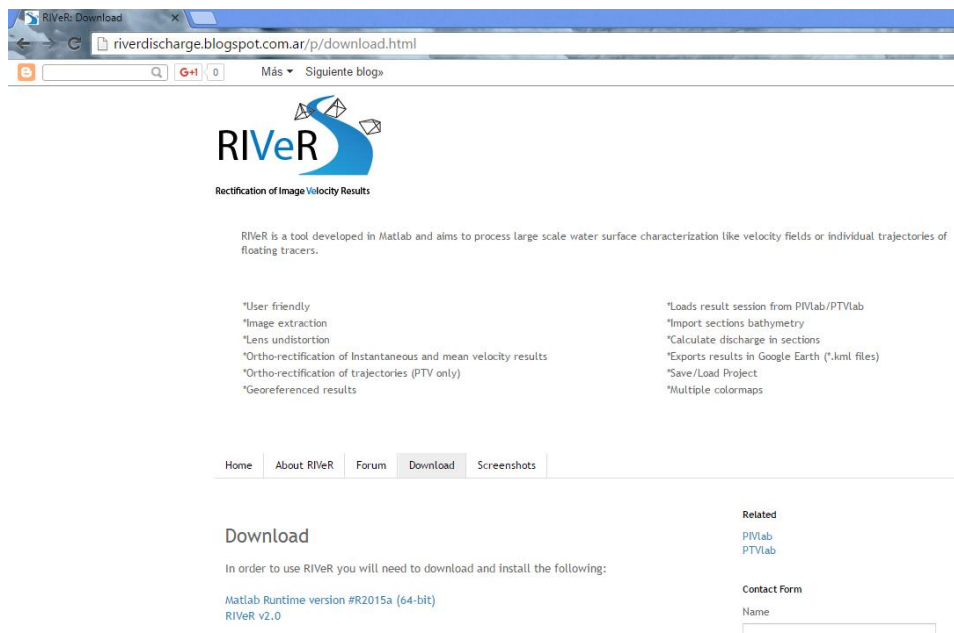 RIVeR: Download
riverdischarge.blogspot.com.ar/p/download.html
G+1 0 Más Siguiente blog»
RIVeR
Rectification of Image Velocity Results
RIVeR is a tool developed in Matlab and aims to process large scale water surface characterization like velocity fields or individual trajectories of
floating tracers.
*User friendly
*Image extraction
*Lens undistortion
*Ortho-rectification of Instantaneous and mean velocity results
*Ortho-rectification of trajectories (PTV only)
*Georeferenced results
*Loads result session from PIVlab/PTVlab
*Import sections bathymetry
*Calculate discharge in sections
*Exports results in Google Earth (*.kml files)
*Save/Load Project
*Multiple colormaps
Home About RIVeR Forum Download Screenshots
Download
In order to use RIVeR you will need to download and install the following:
Matlab Runtime version #R2015a (64-bit)
RIVeR v2.0
Related
PIVlab
PTVlab
Contact Form
Name